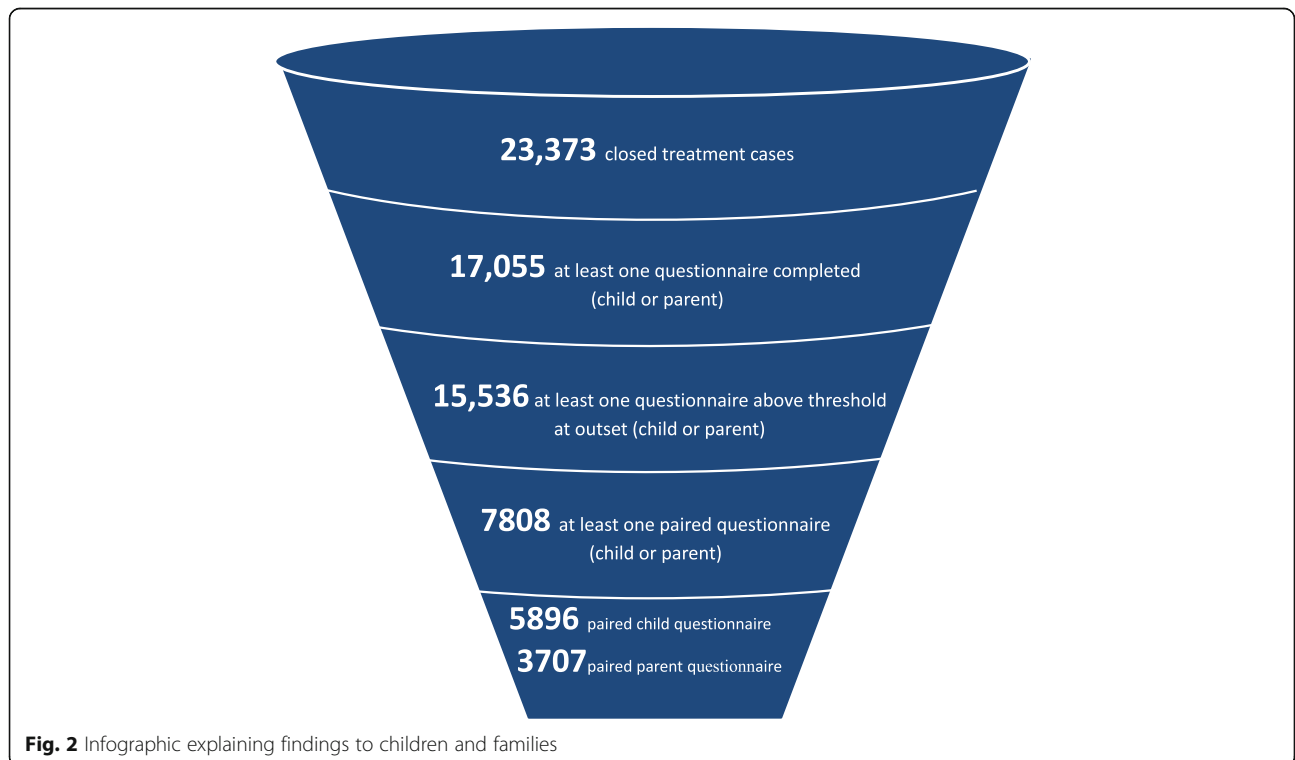 23,373 closed treatment cases
17,055 at least one questionnaire completed
(child or parent)
15,536 at least one questionnaire above threshold
at outset (child or parent)
7808 at least one paired questionnaire
(child or parent)
5896 paired child questionnaire
3707 paired parent questionnaire
Fig. 2 Infographic explaining findings to children and families